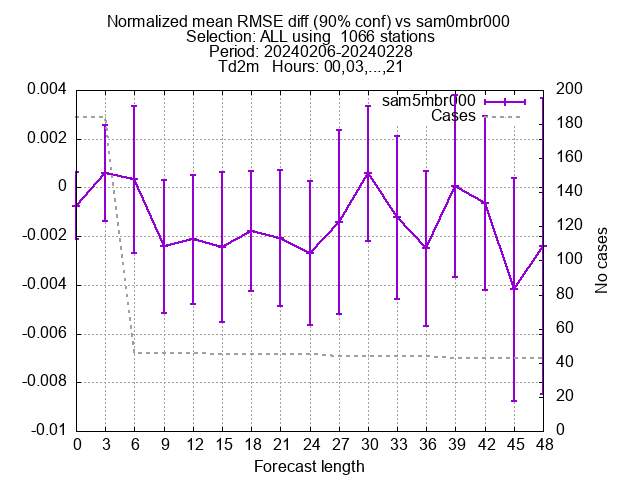 Normalized mean RMSE diff (90% conf) vs sam0mbr000
Selection: ALL using  1066 stations
Period: 20240206-20240228
Td2m   Hours: 00,03,...,21
sam5mbr000
Cases
0.004
0.002
0
-0.002
-0.004
-0.006
-0.008
-0.01
200
180
160
140
120
100
80
60
40
20
0
No cases
0 3 6 9 12 15 18 21 24 27 30 33 36 39 42 45 48
Forecast length